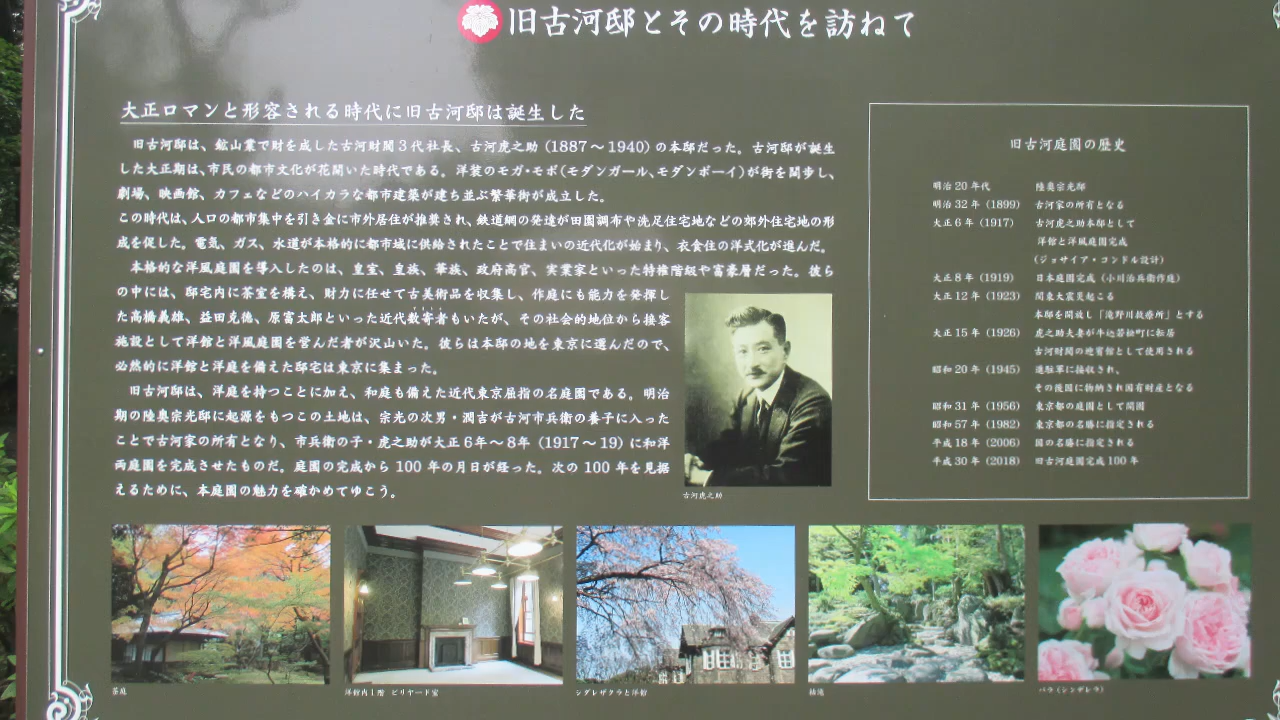 旧古河邸とその時代を訪ねて
大正ロマンと形容される時代に旧古河邸は誕生した
旧古河邸は、鉱山業で財を成した古河財閥3代社長、古河虎之助（1887～1940）の本邸だった。古河邸が誕生
した大正期は、市民の都市文化が花開いた時代である。洋装のモガ・モボ（モダンガール、モダンボーイ）が街を闊歩し、
劇場、映画館、カフェなどのハイカラな都市建築が建ち並ぶ繁華街が成立した。
この時代は、人口の都市集中を引き金に市外居住が推奨され、鉄道網の発達が田園調布や洗足住宅地などの郊外住宅地の形
成を促した。電気、ガス、水道が本格的に都市域に供給されたことで住まいの近代化が始まり、衣食住の洋式化が進んだ。
本格的な洋風庭園を導入したのは、皇室、皇族、華族、政府高官、実業家といった特権階級や富豪層だった。彼ら
の中には、邸宅内に茶室を構え、財力に任せて古美術品を収集し、作庭にも能力を発揮し
た高橋義雄、益田克徳、原富太郎といった近代数寄者もいたが、その社会的地位から接客
施設として洋館と洋風庭園を営んだ者が沢山いた。彼らは本邸の地を東京に選んだので、
必然的に洋館と洋庭を備えた邸宅は東京に集まった。
旧古河邸は、洋庭を持つことに加え、和庭も備えた近代東京屈指の名庭園である。明治
期の陸奥宗光邸に起源をもつこの土地は、宗光の次男・潤吉が古河市兵衛の養子に入った
ことで古河家の所有となり、市兵衛の子・虎之助が大正6年～8年（1917～19）に和洋
両庭園を完成させたものだ。庭園の完成から100年の月日が経った。次の100年を見据
えるために、本庭園の魅力を確かめてゆこう。
古河虎之助
旧古河庭園の歴史
明治20年代 陸奥宗光邸
明治32年（1899） 古河家の所有となる
大正6年（1917） 古河虎之助本邸として
洋館と洋風庭園完成
（ジョサイア・コンドル設計）
大正8年（1919） 日本庭園完成（小川治兵衛作庭）
大正12年（1923） 関東大震災起こる
本邸を開放し「滝野川救療所」とする
大正15年（1926） 虎之助夫妻が牛込若松町に転居
古河財閥の迎賓館として使用される
昭和20年（1945） 進駐軍に接収され、
その後国に物納され国有財産となる
昭和31年（1956） 東京都の庭園として開園
昭和57年（1982） 東京都の名勝に指定される
平成18年（2006） 国の名勝に指定される
平成30年（2018） 旧古河庭園完成100年
茶庭
洋館内1階 ビリヤード室
シダレザクラと洋館
枯滝
バラ（シンデレラ）